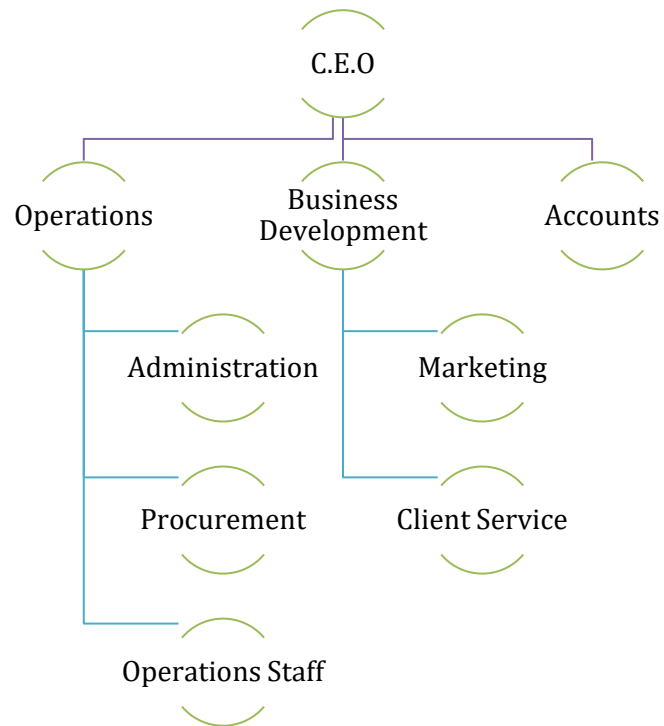 C.E.O
Operations
Business
Development
Accounts
Administration
Marketing
Procurement
Client Service
Operations Staff